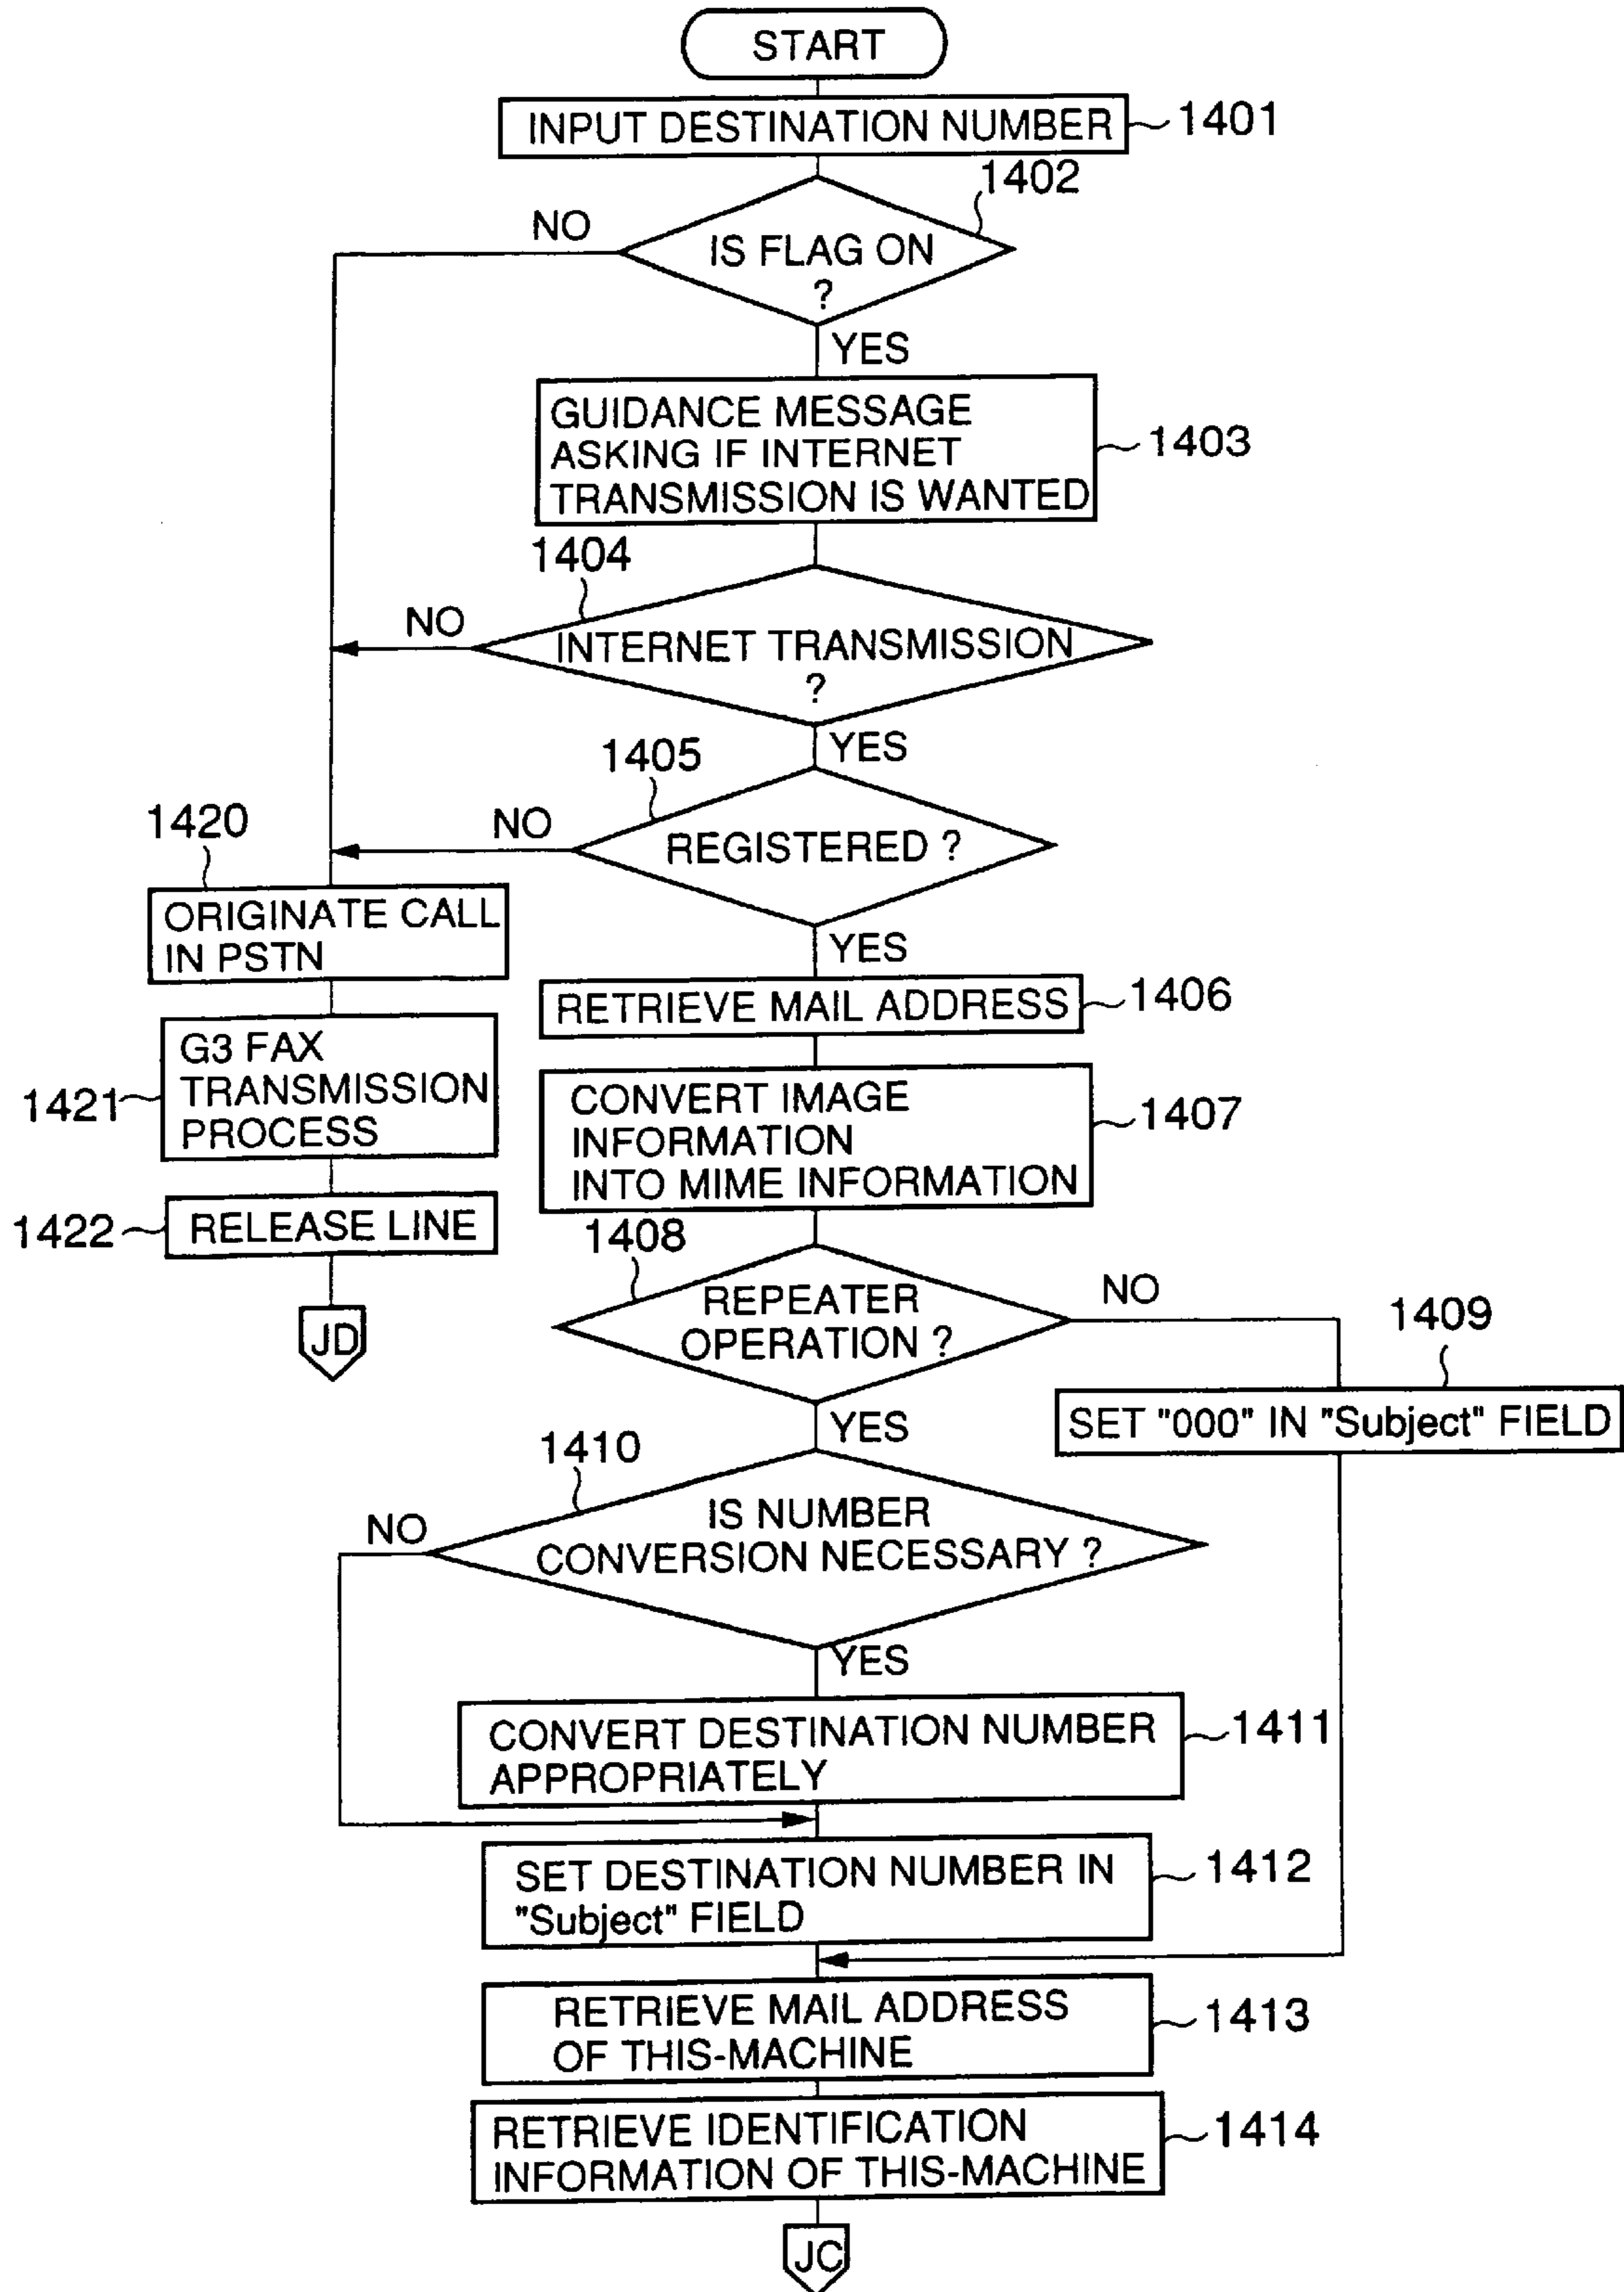 START
INPUT DESTINATION NUMBER
1401
1402
NO
IS FLAG ON
?
YES
GUIDANCE MESSAGE
ASKING IF INTERNET
TRANSMISSION IS WANTED
1403
1404
NO
INTERNET TRANSMISSION
?
YES
1405
NO
REGISTERED ?
YES
1420
ORIGINATE CALL
IN PSTN
1421
G3 FAX
TRANSMISSION
PROCESS
1422
RELEASE LINE
JD
RETRIEVE MAIL ADDRESS
1406
CONVERT IMAGE
INFORMATION
INTO MIME INFORMATION
1407
1408
REPEATER
OPERATION ?
NO
1409
SET "000" IN "Subject" FIELD
YES
1410
NO
IS NUMBER
CONVERSION NECESSARY ?
YES
CONVERT DESTINATION NUMBER
APPROPRIATELY
1411
SET DESTINATION NUMBER IN
"Subject" FIELD
1412
RETRIEVE MAIL ADDRESS
OF THIS-MACHINE
1413
RETRIEVE IDENTIFICATION
INFORMATION OF THIS-MACHINE
1414
JC